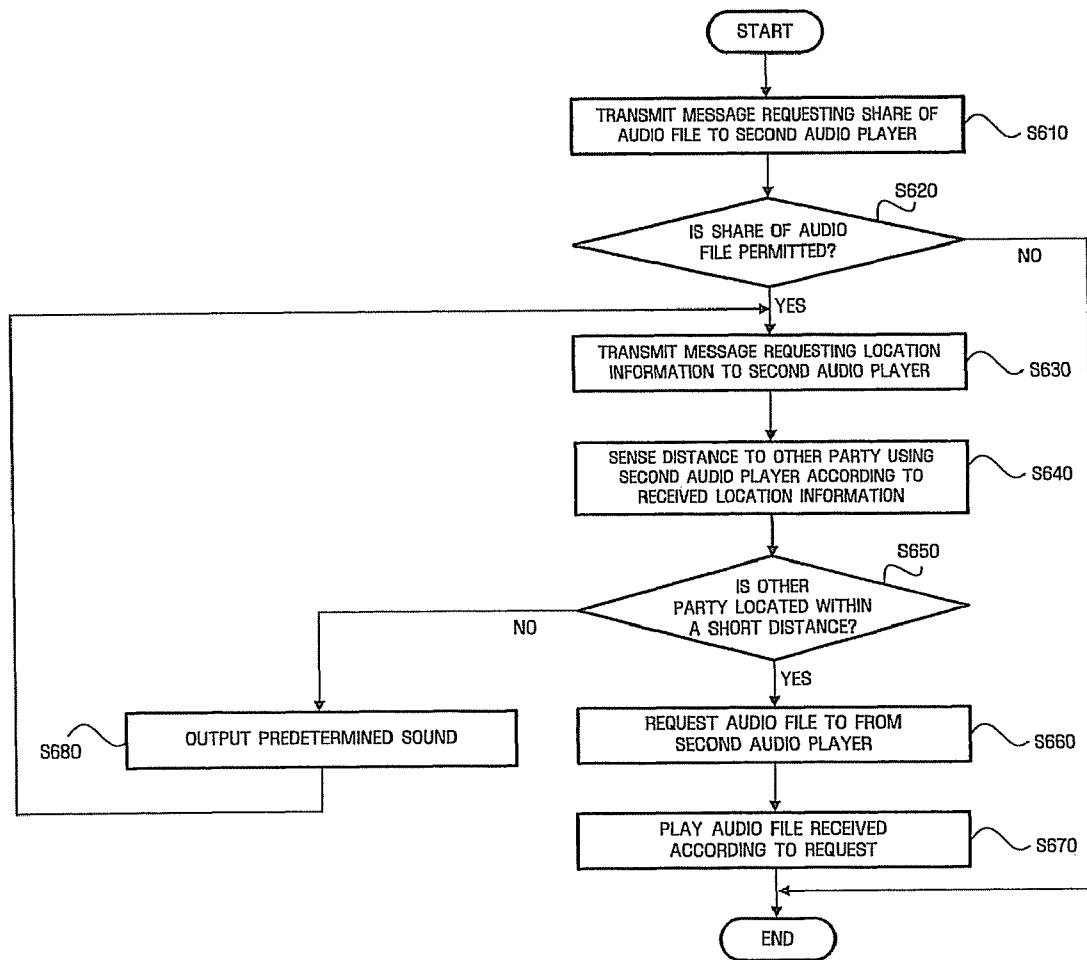 START
TRANSMIT MESSAGE REQUESTING SHARE OF
AUDIO FILE TO SECOND AUDIO PLAYER
S610
S620
IS SHARE OF AUDIO
FILE PERMITTED?
NO
YES
TRANSMIT MESSAGE REQUESTING LOCATION
INFORMATION TO SECOND AUDIO PLAYER
S630
SENSE DISTANCE TO OTHER PARTY USING
SECOND AUDIO PLAYER ACCORDING TO
RECEIVED LOCATION INFORMATION
S640
S650
IS OTHER
PARTY LOCATED WITHIN
A SHORT DISTANCE?
NO
YES
S680
OUTPUT PREDETERMINED SOUND
REQUEST AUDIO FILE TO FROM
SECOND AUDIO PLAYER
S660
PLAY AUDIO FILE RECEIVED
ACCORDING TO REQUEST
S670
END